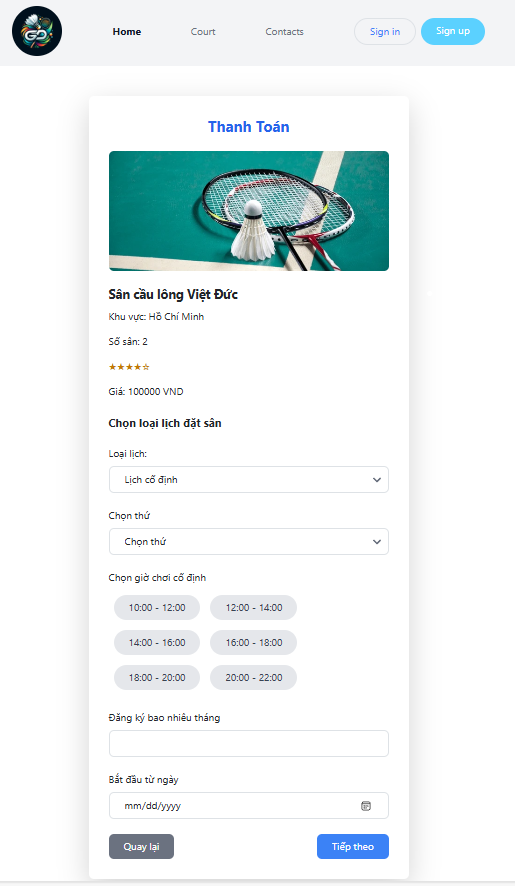 Home Court Contacts Sign in Sign up
Thanh Toán
Sân cầu lông Việt Đức
Khu vực: Hồ Chí Minh
Số sân: 2
★★★★☆
Giá: 100000 VND
Chọn loại lịch đặt sân
Loại lịch:
Lịch cố định
Chọn thứ
Chọn thứ
Chọn giờ chơi cố định
10:00 - 12:00 12:00 - 14:00
14:00 - 16:00 16:00 - 18:00
18:00 - 20:00 20:00 - 22:00
Đăng ký bao nhiêu tháng
Bắt đầu từ ngày
mm/dd/yyyy
Quay lại Tiếp theo